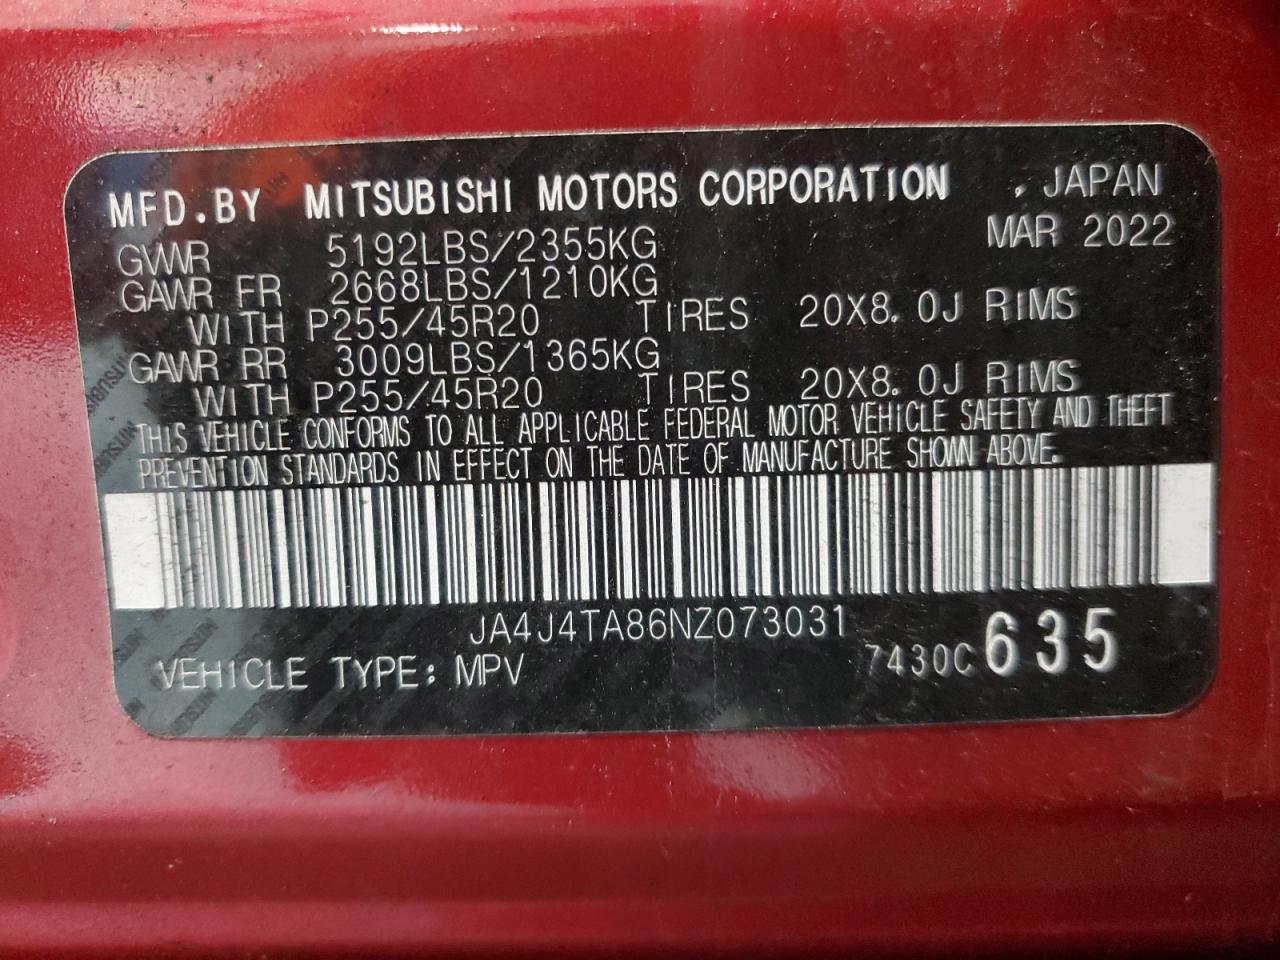 MFD.BY MITSUBISHI MOTORS CORPORATION , JAPAN
MAR 2022
GVWR 5192LBS/2355KG
GAWR FR 2668LBS/1210KG
WITH P255/45R20 TIRES 20X8.0J RIMS
GAWR RR 3009LBS/1365KG
WITH P255/45R20 TIRES 20X8.0J RIMS
THIS VEHICLE CONFORMS TO ALL APPLICABLE FEDERAL MOTOR VEHICLE SAFETY AND THEFT
PREVENTION STANDARDS IN EFFECT ON THE DATE OF MANUFACTURE SHOWN ABOVE.
JA4J4TA86NZ073031
VEHICLE TYPE: MPV 7430C 635